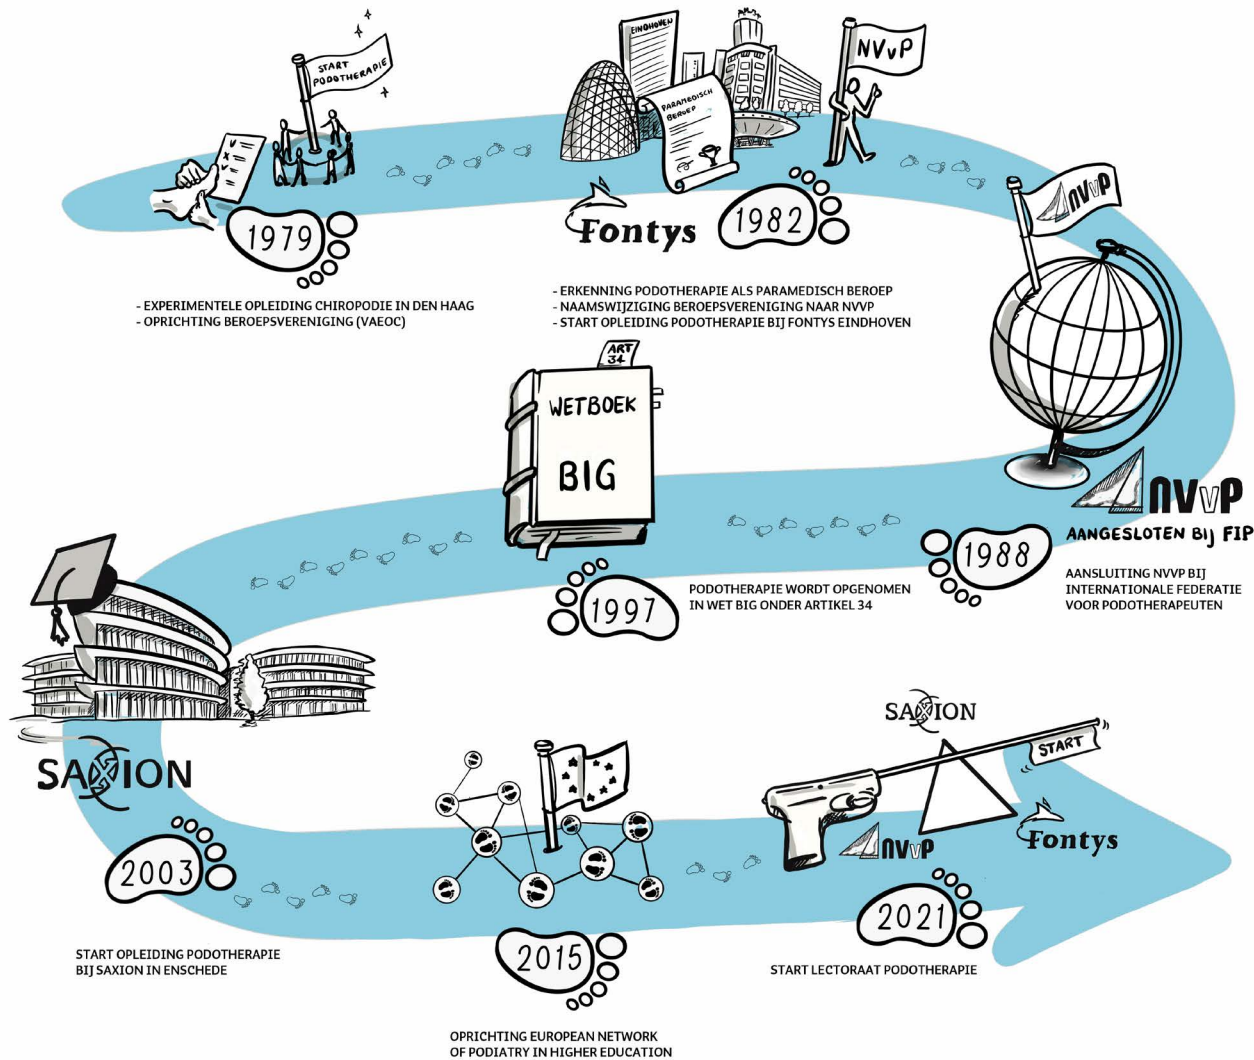 START
PODOTHERAPIE
1979
- EXPERIMENTELE OPLEIDING CHIROPODIE IN DEN HAAG
- OPRICHTING BEROEPSVERENIGING (VAEOC)
EINDHOVEN
PARAMEDISCH
BEROEP
NVvP
Fontys
1982
- ERKENNING PODOTHERAPIE ALS PARAMEDISCH BEROEP
- NAAMSWIJZIGING BEROEPSVERENIGING NAAR NVVP
- START OPLEIDING PODOTHERAPIE BIJ FONTYS EINDHOVEN
NVvP
NVvP
AANGESLOTEN BIJ FIP
1988
AANSLUITING NVVP BIJ
INTERNATIONALE FEDERATIE
VOOR PODOTHERAPEUTEN
ART
34
WETBOEK
BIG
1997
PODOTHERAPIE WORDT OPGENOMEN
IN WET BIG ONDER ARTIKEL 34
SAXION
2003
START OPLEIDING PODOTHERAPIE
BIJ SAXION IN ENSCHEDE
2015
OPRICHTING EUROPEAN NETWORK
OF PODIATRY IN HIGHER EDUCATION
SAXION
START
NVvP
Fontys
2021
START LECTORAAT PODOTHERAPIE